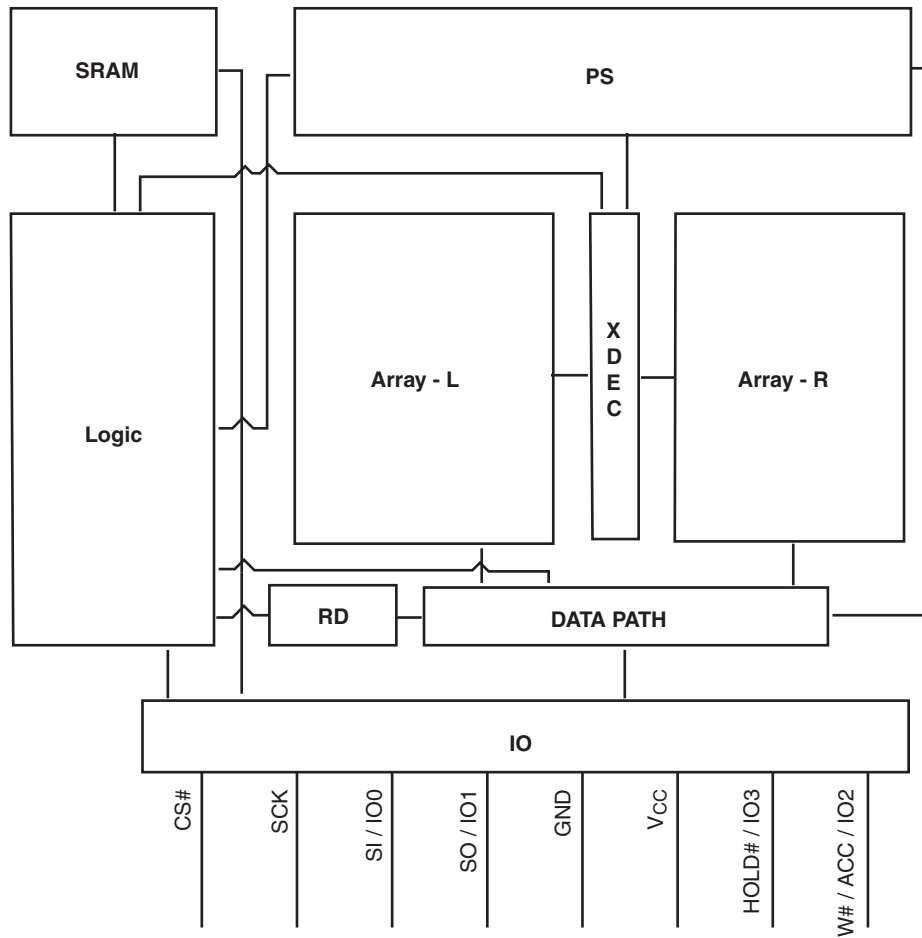 SRAM
PS
Logic
Array - L
X
D
E
C
Array - R
RD
DATA PATH
IO
CS#
SCK
SI / IO0
SO / IO1
GND
VCC
HOLD# / IO3
W# / ACC / IO2